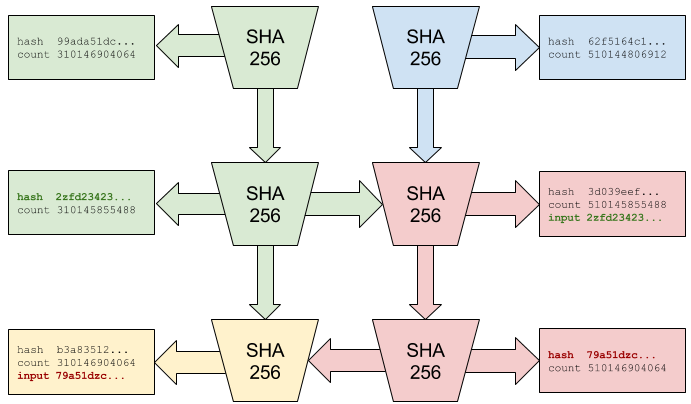 hash  99ada51dc...
count 310146904064
SHA
256
SHA
256
hash  62f5164c1...
count 510144806912
hash  2zfd23423...
count 310145855488
SHA
256
SHA
256
hash  3d039eef...
count 510145855488
input 2zfd23423...
hash  b3a83512...
count 310146904064
input 79a51dzc...
SHA
256
SHA
256
hash  79a51dzc...
count 510146904064